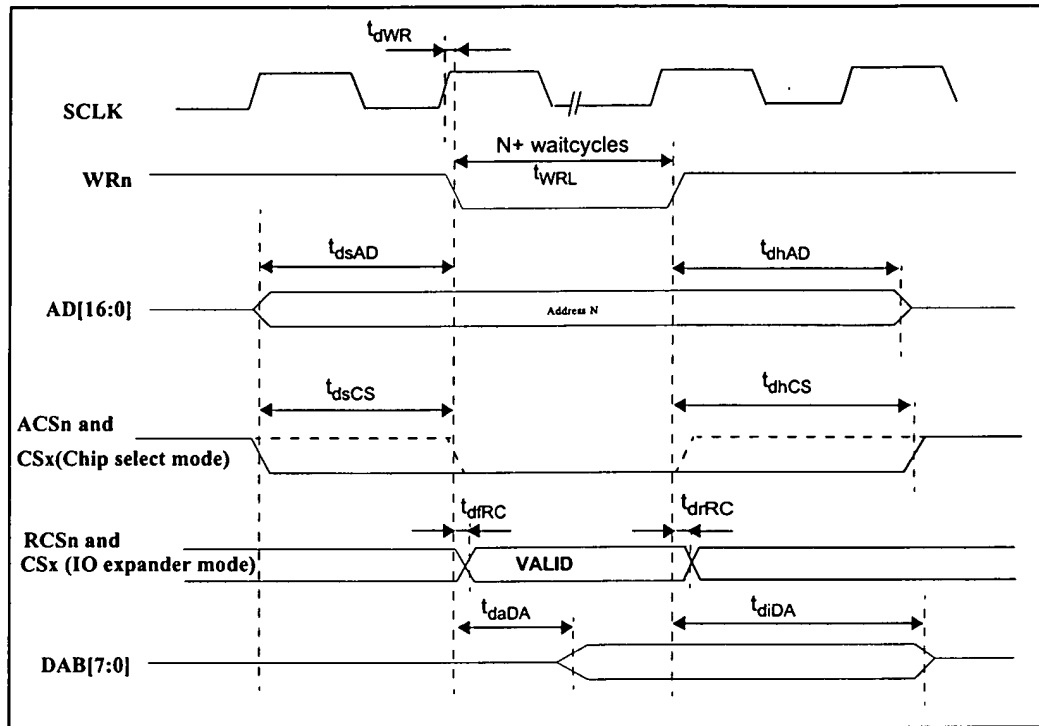 tdWR
SCLK
N+ waitcycles
tWRL
WRn
tdsAD
tdhAD
AD[16:0]
Address N
tdsCS
tdhCS
ACSn and
CSx(Chip select mode)
tdfRC
tdrRC
RCSn and
CSx (IO expander mode)
VALID
tdaDA
tdiDA
DAB[7:0]